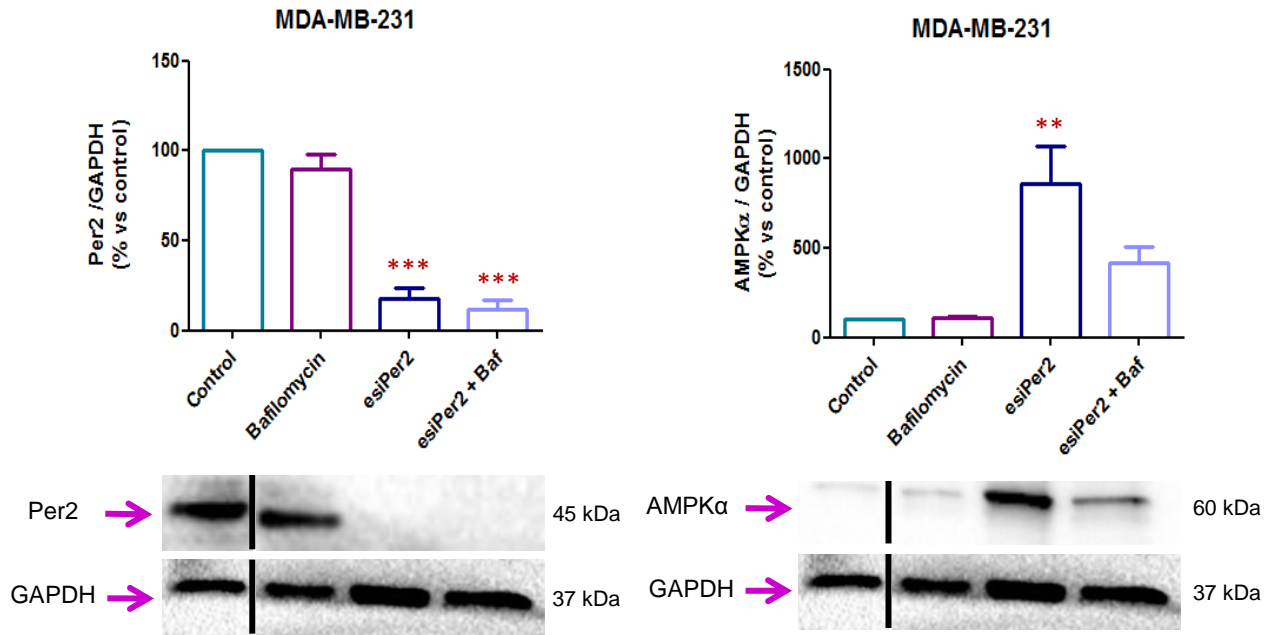 MDA-MB-231
Per2 /GAPDH
(% vs control)
150
100
50
0
***
***
Control
Bafilomycin
esiPer2
esiPer2 + Baf
MDA-MB-231
AMPKα / GAPDH
(% vs control)
1500
1000
500
0
**
Control
Bafilomycin
esiPer2
esiPer2 + Baf
Per2
45 kDa
GAPDH
37 kDa
AMPKα
60 kDa
GAPDH
37 kDa